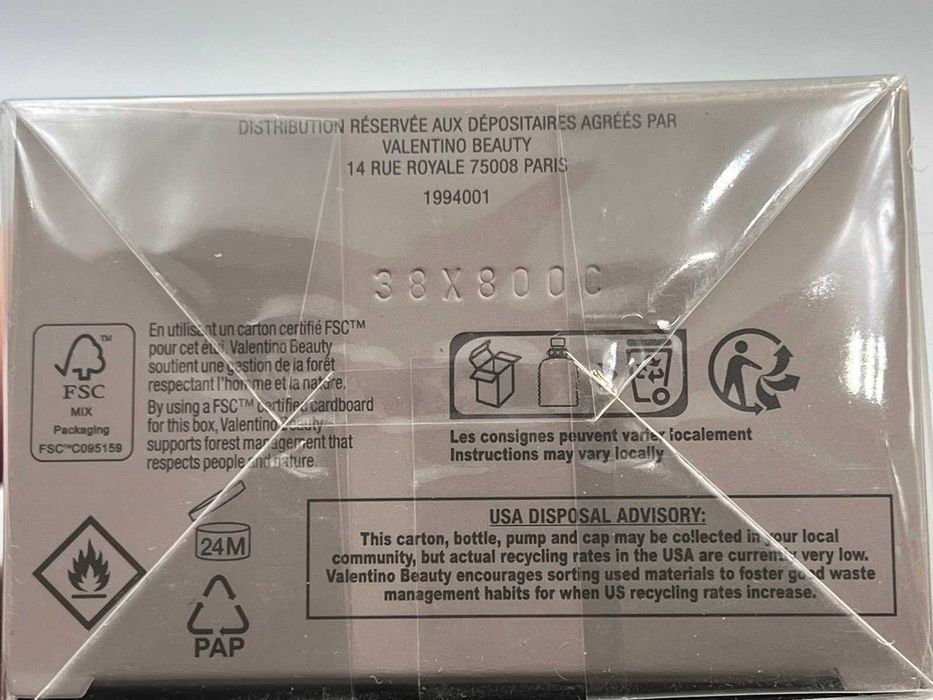 DISTRIBUTION RÉSERVÉE AUX DÉPOSITAIRES AGRÉÉS PAR
VALENTINO BEAUTY
14 RUE ROYALE 75008 PARIS
1994001
38X800C
En utilisant un carton certifié FSC™
pour cet étui, Valentino Beauty
soutient une gestion de la forêt
respectant l'homme et la nature.
By using a FSC™ certified cardboard
for this box, Valentino Beauty
supports forest management that
respects people and nature.
FSC
MIX
Packaging
FSC™C095159
Les consignes peuvent varier localement
Instructions may vary locally
24M
PAP
USA DISPOSAL ADVISORY:
This carton, bottle, pump and cap may be collected in your local
community, but actual recycling rates in the USA are currently very low.
Valentino Beauty encourages sorting used materials to foster good waste
management habits for when US recycling rates increase.